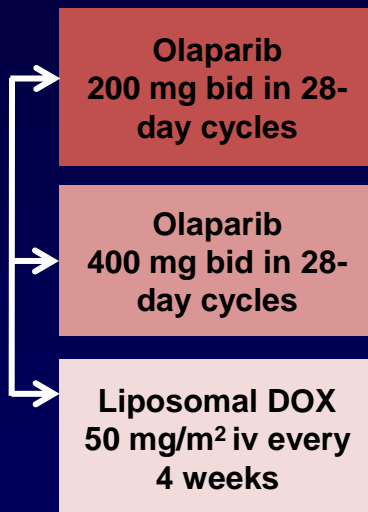 Olaparib
200 mg bid in 28-
day cycles
Olaparib
400 mg bid in 28-
day cycles
Liposomal DOX
50 mg/m² iv every
4 weeks